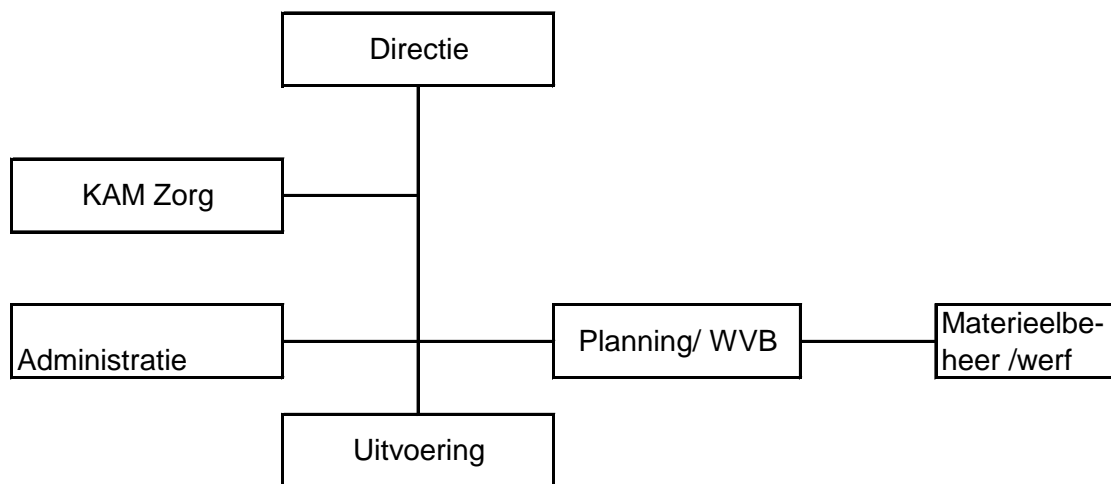 Directie
KAM Zorg
Administratie
Planning/ WVB
Materieelbe-
heer /werf
Uitvoering